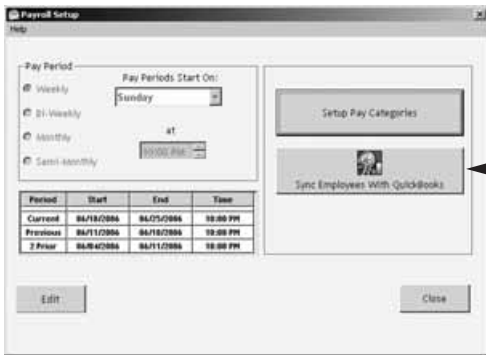 Payroll Setup
Help
Pay Period
Weekly
Bi-Weekly
Monthly
Semi-Monthly
Pay Periods Start On:
Sunday
at
10:00 PM
Setup Pay Categories
Sync Employees With QuickBooks
Period Start End Time
Current 06/18/2006 06/25/2006 10:00 PM
Previous 06/11/2006 06/18/2006 10:00 PM
2 Prior 06/04/2006 06/11/2006 10:00 PM
Edit
Close